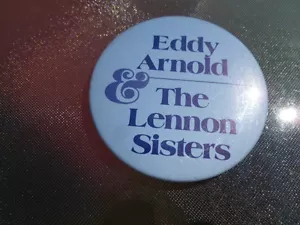 Eddy
Arnold
& The
Lennon
Sisters